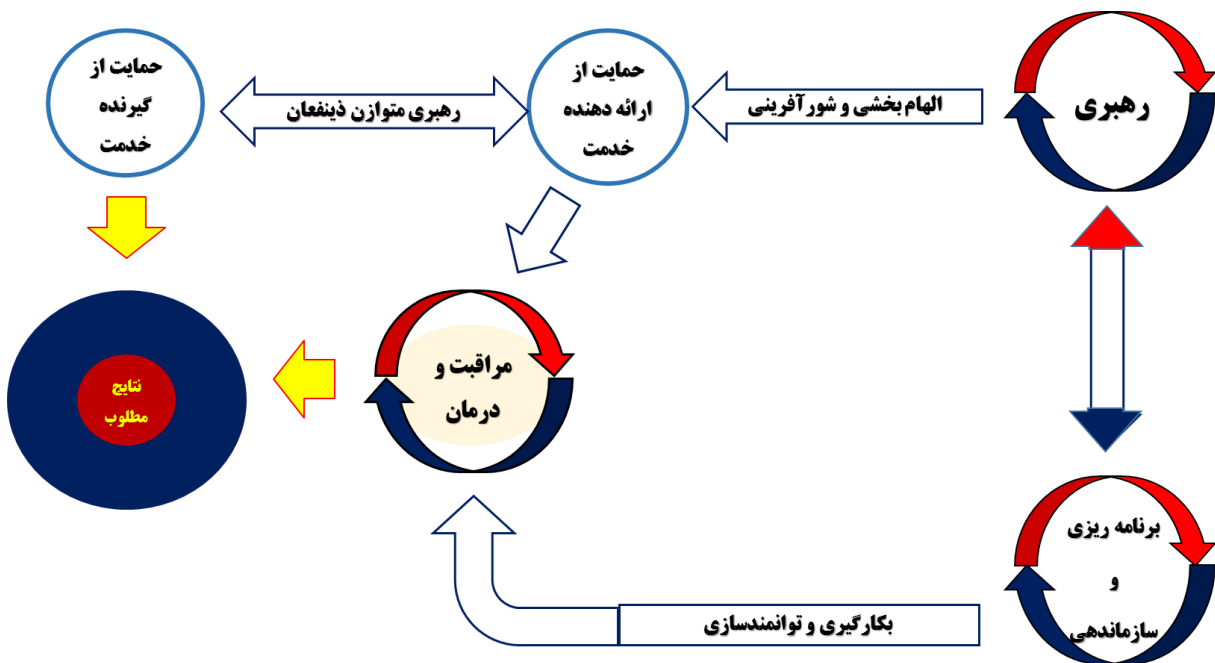 رهبری
الهام بخشی و شورآفرینی
حمایت از
ارائه دهنده
خدمت
رهبری متوازن ذینفعان
حمایت از
گیرنده
خدمت
مراقبت و
درمان
نتایج
مطلوب
برنامه ریزی
و
سازماندهی
بکارگیری و توانمندسازی